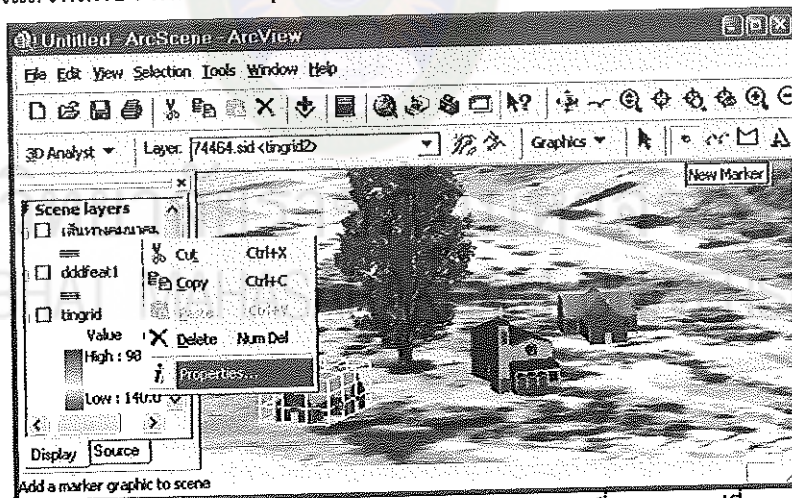 Untitled - ArcScene - ArcView
File Edit View Selection Tools Window Help
3D Analyst Layer: 74464.sid <tingrid2> Graphics A
New Marker
Scene layers
dddfeat1
tingrid
Value
High : 98
Low : 140.0
Cut Ctrl+X
Copy Ctrl+C
Ctrl+V
Delete Num Del
Properties...
Display Source
Add a marker graphic to scene